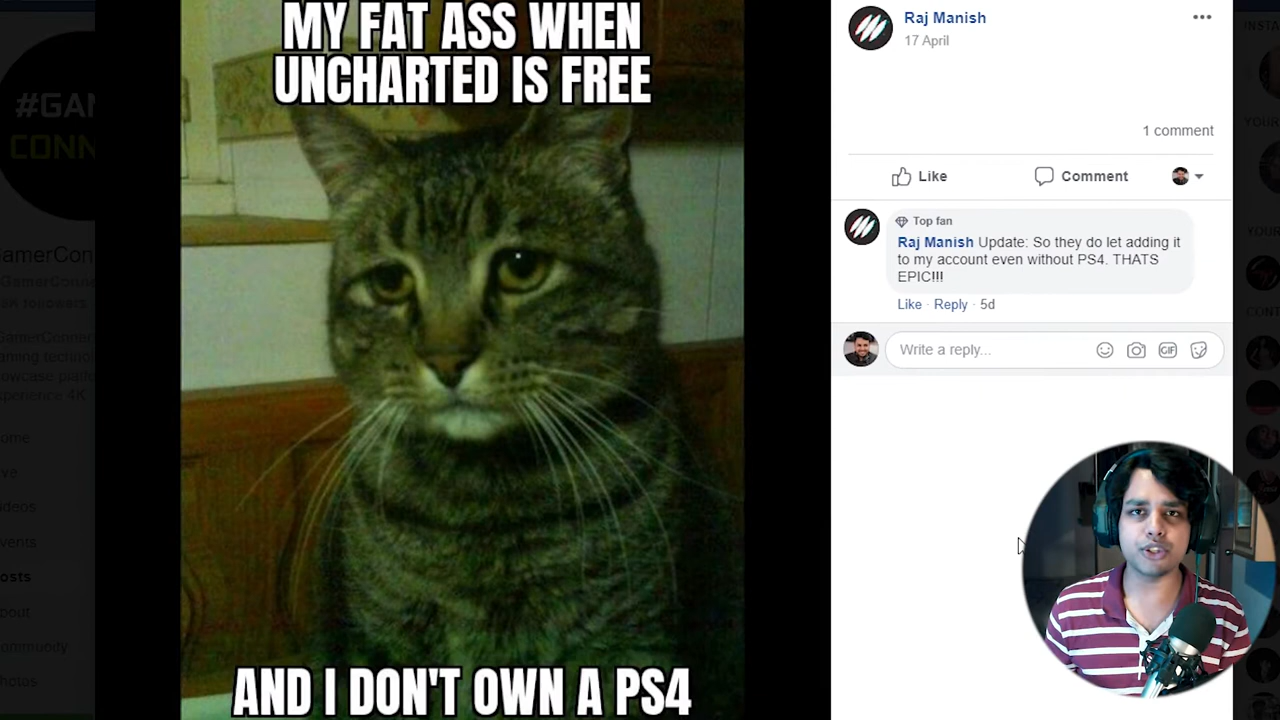 MY FAT ASS WHEN
UNCHARTED IS FREE
AND I DON'T OWN A PS4
Raj Manish
17 April
1 comment
Like
Comment
Top fan
Raj Manish Update: So they do let adding it
to my account even without PS4. THATS
EPIC!!!
Like · Reply · 5d
Write a reply...
GIF
#GA
CONN